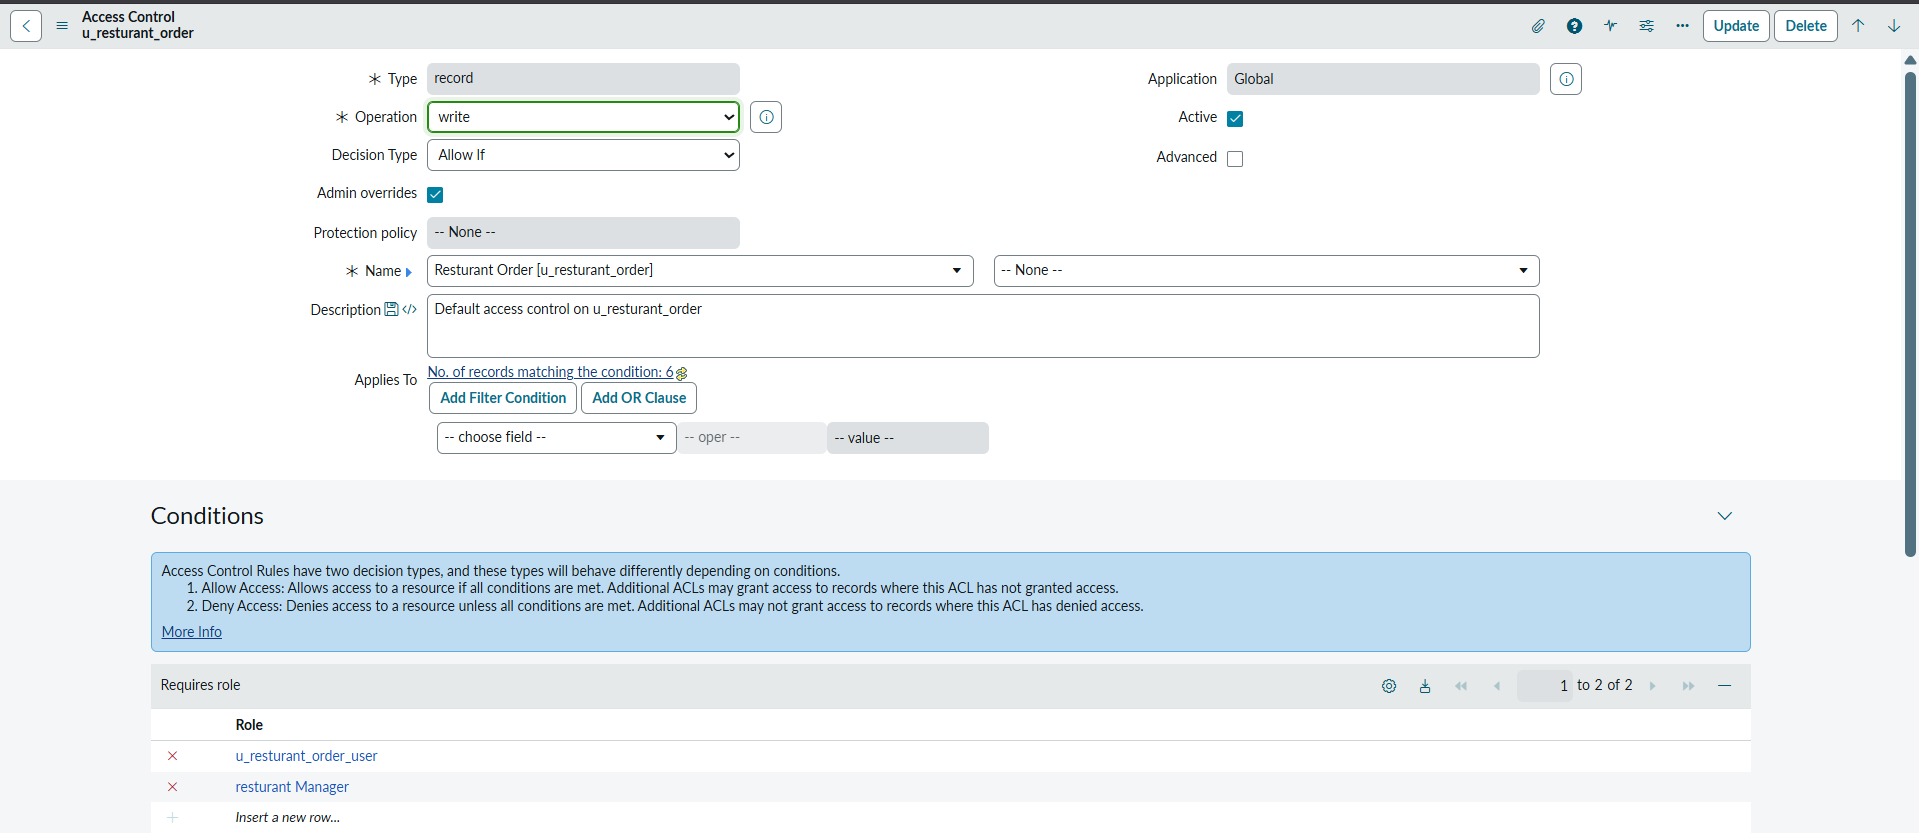 Access Control
u_resturant_order
Update
Delete
Type
record
Application
Global
Operation
write
Active
Decision Type
Allow If
Advanced
Admin overrides
Protection policy
-- None --
Name
Resturant Order [u_resturant_order]
-- None --
Description
Default access control on u_resturant_order
Applies To
No. of records matching the condition: 6
Add Filter Condition
Add OR Clause
-- choose field --
-- oper --
-- value --
Conditions
Access Control Rules have two decision types, and these types will behave differently depending on conditions.
1. Allow Access: Allows access to a resource if all conditions are met. Additional ACLs may grant access to records where this ACL has not granted access.
2. Deny Access: Denies access to a resource unless all conditions are met. Additional ACLs may not grant access to records where this ACL has denied access.
More Info
Requires role
1 to 2 of 2
Role
u_resturant_order_user
resturant Manager
Insert a new row...